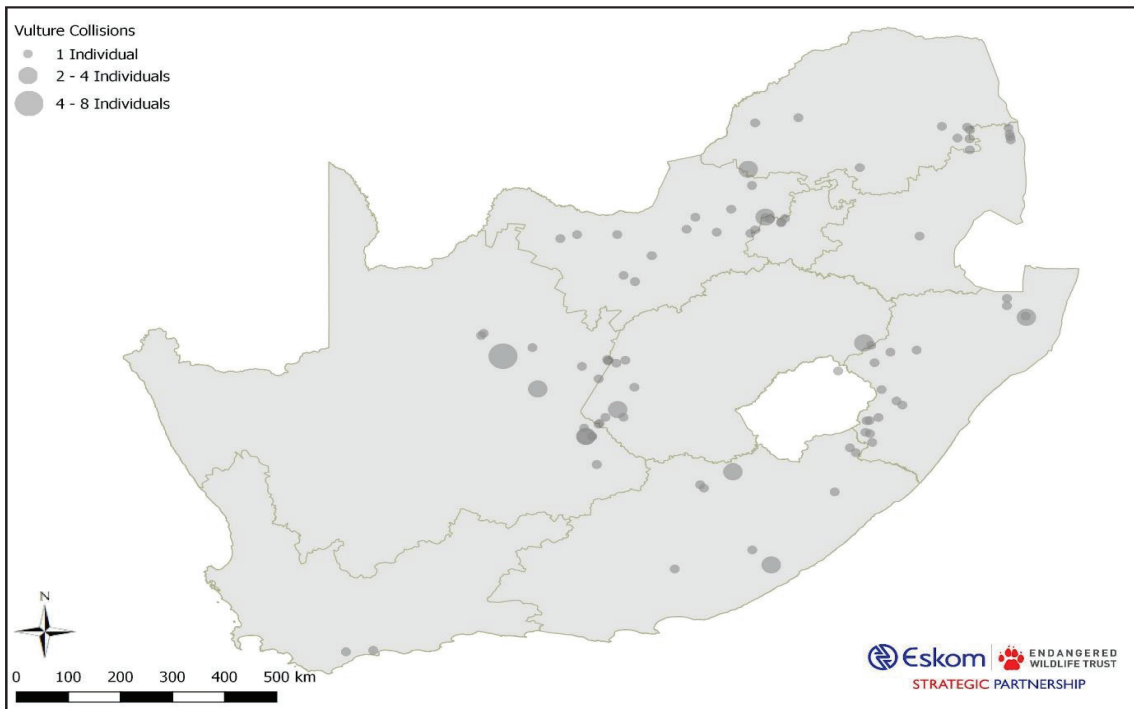 Vulture Collisions
1 Individual
2 - 4 Individuals
4 - 8 Individuals
N
0 100 200 300 400 500 km
Eskom
ENDANGERED
WILDLIFE TRUST
STRATEGIC PARTNERSHIP